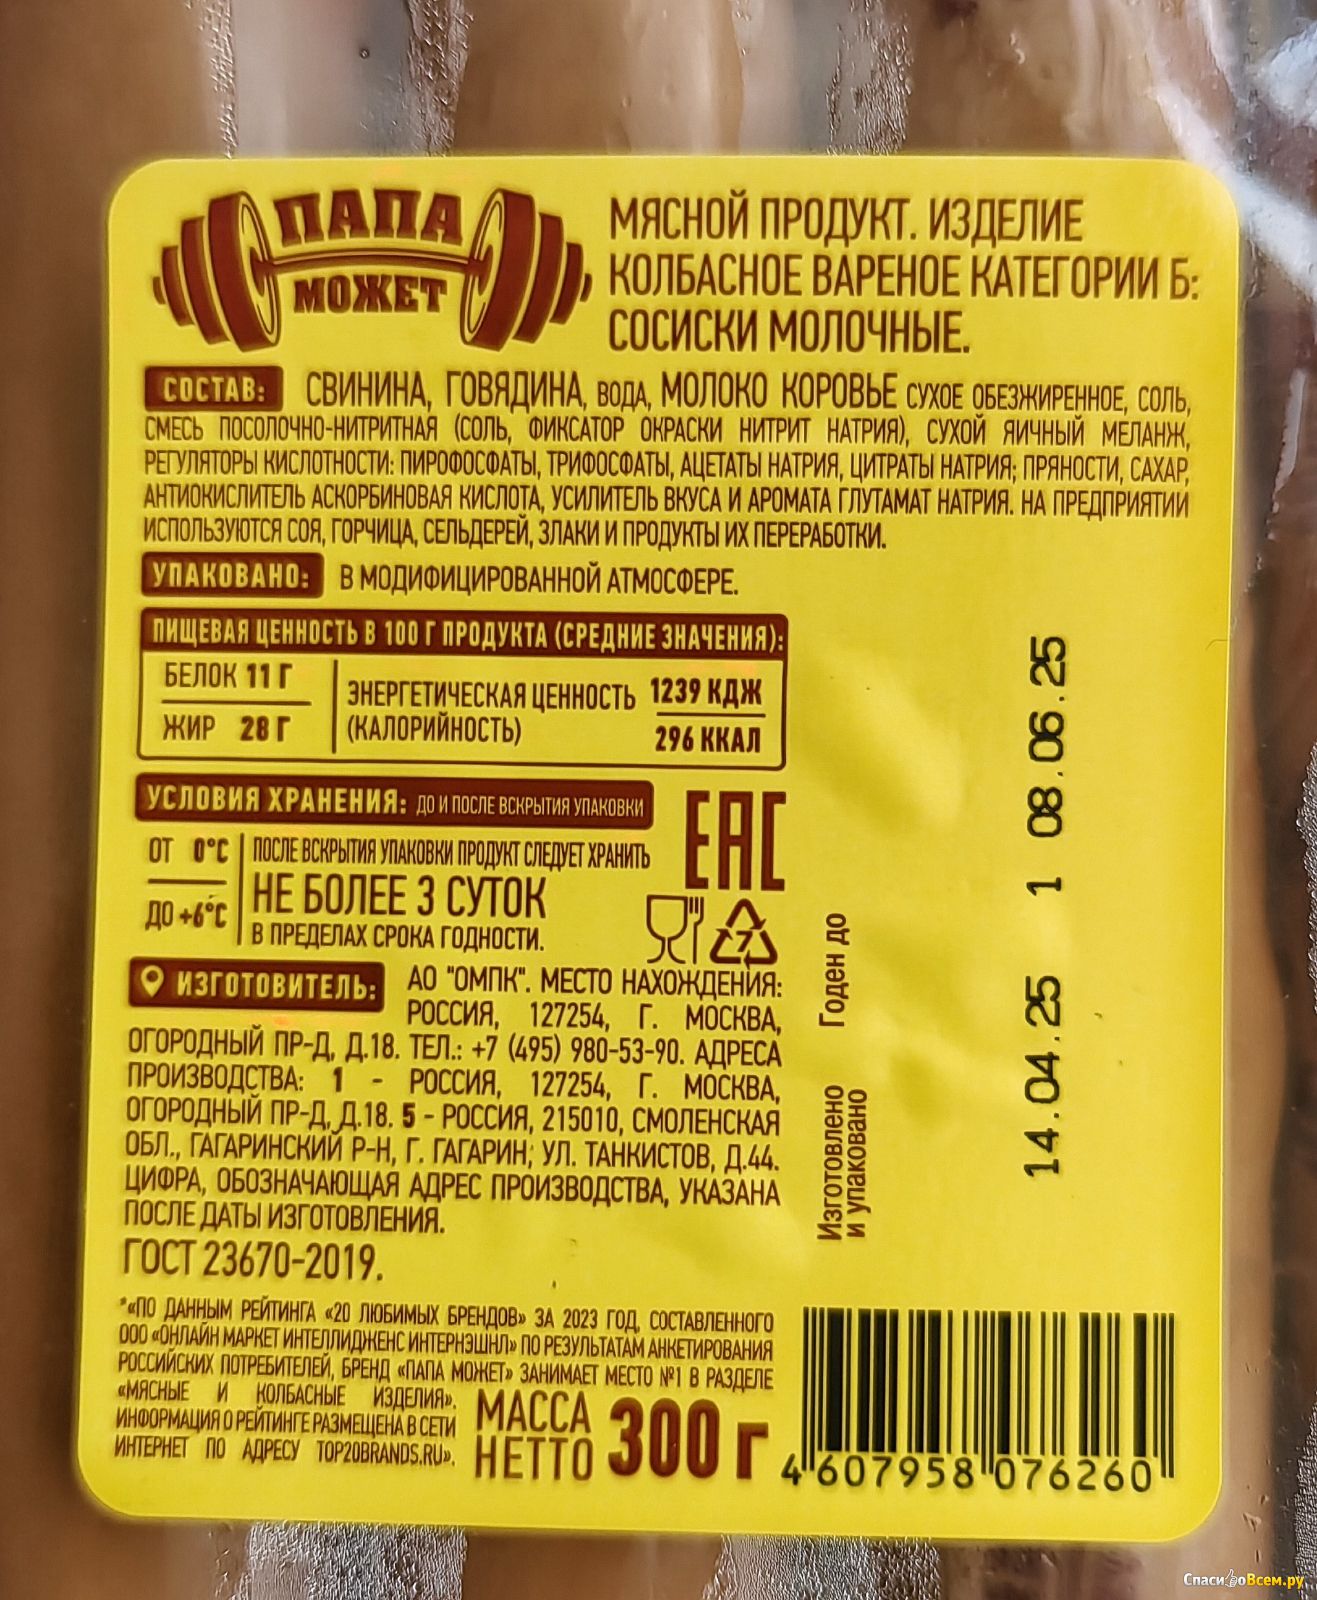 ПАПА
МОЖЕТ
МЯСНОЙ ПРОДУКТ. ИЗДЕЛИЕ
КОЛБАСНОЕ ВАРЕНОЕ КАТЕГОРИИ Б:
СОСИСКИ МОЛОЧНЫЕ.
СОСТАВ: СВИНИНА, ГОВЯДИНА, ВОДА, МОЛОКО КОРОВЬЕ СУХОЕ ОБЕЗЖИРЕННОЕ, СОЛЬ,
СМЕСЬ ПОСОЛОЧНО-НИТРИТНАЯ (СОЛЬ, ФИКСАТОР ОКРАСКИ НИТРИТ НАТРИЯ), СУХОЙ ЯИЧНЫЙ МЕЛАНЖ,
РЕГУЛЯТОРЫ КИСЛОТНОСТИ: ПИРОФОСФАТЫ, ТРИФОСФАТЫ, АЦЕТАТЫ НАТРИЯ, ЦИТРАТЫ НАТРИЯ; ПРЯНОСТИ, САХАР,
АНТИОКИСЛИТЕЛЬ АСКОРБИНОВАЯ КИСЛОТА, УСИЛИТЕЛЬ ВКУСА И АРОМАТА ГЛУТАМАТ НАТРИЯ. НА ПРЕДПРИЯТИИ
ИСПОЛЬЗУЮТСЯ СОЯ, ГОРЧИЦА, СЕЛЬДЕРЕЙ, ЗЛАКИ И ПРОДУКТЫ ИХ ПЕРЕРАБОТКИ.
УПАКОВАНО: В МОДИФИЦИРОВАННОЙ АТМОСФЕРЕ.
ПИЩЕВАЯ ЦЕННОСТЬ В 100 Г ПРОДУКТА (СРЕДНИЕ ЗНАЧЕНИЯ):
БЕЛОК 11 Г
ЖИР 28 Г
ЭНЕРГЕТИЧЕСКАЯ ЦЕННОСТЬ 1239 КДЖ
(КАЛОРИЙНОСТЬ) 296 ККАЛ
УСЛОВИЯ ХРАНЕНИЯ: ДО И ПОСЛЕ ВСКРЫТИЯ УПАКОВКИ
ОТ 0°С
ДО +6°С
ПОСЛЕ ВСКРЫТИЯ УПАКОВКИ ПРОДУКТ СЛЕДУЕТ ХРАНИТЬ
НЕ БОЛЕЕ 3 СУТОК
В ПРЕДЕЛАХ СРОКА ГОДНОСТИ.
ЕАС
7
ИЗГОТОВИТЕЛЬ: АО "ОМПК". МЕСТО НАХОЖДЕНИЯ:
РОССИЯ, 127254, Г. МОСКВА,
ОГОРОДНЫЙ ПР-Д, Д.18. ТЕЛ.: +7 (495) 980-53-90. АДРЕСА
ПРОИЗВОДСТВА: 1 - РОССИЯ, 127254, Г. МОСКВА,
ОГОРОДНЫЙ ПР-Д, Д.18. 5 - РОССИЯ, 215010, СМОЛЕНСКАЯ
ОБЛ., ГАГАРИНСКИЙ Р-Н, Г. ГАГАРИН; УЛ. ТАНКИСТОВ, Д.44.
ЦИФРА, ОБОЗНАЧАЮЩАЯ АДРЕС ПРОИЗВОДСТВА, УКАЗАНА
ПОСЛЕ ДАТЫ ИЗГОТОВЛЕНИЯ.
ГОСТ 23670-2019.
*«ПО ДАННЫМ РЕЙТИНГА «20 ЛЮБИМЫХ БРЕНДОВ» ЗА 2023 ГОД, СОСТАВЛЕННОГО
ООО «ОНЛАЙН МАРКЕТ ИНТЕЛЛИДЖЕНС ИНТЕРНЭШНЛ» ПО РЕЗУЛЬТАТАМ АНКЕТИРОВАНИЯ
РОССИЙСКИХ ПОТРЕБИТЕЛЕЙ, БРЕНД «ПАПА МОЖЕТ» ЗАНИМАЕТ МЕСТО №1 В РАЗДЕЛЕ
«МЯСНЫЕ И КОЛБАСНЫЕ ИЗДЕЛИЯ».
ИНФОРМАЦИЯ О РЕЙТИНГЕ РАЗМЕЩЕНА В СЕТИ
ИНТЕРНЕТ ПО АДРЕСУ TOP20BRANDS.RU».
МАССА
НЕТТО 300 г
Изготовлено
и упаковано
Годен до
14.04.25 1 08.06.25
4 607958 076260
СпасибоВсем.ру